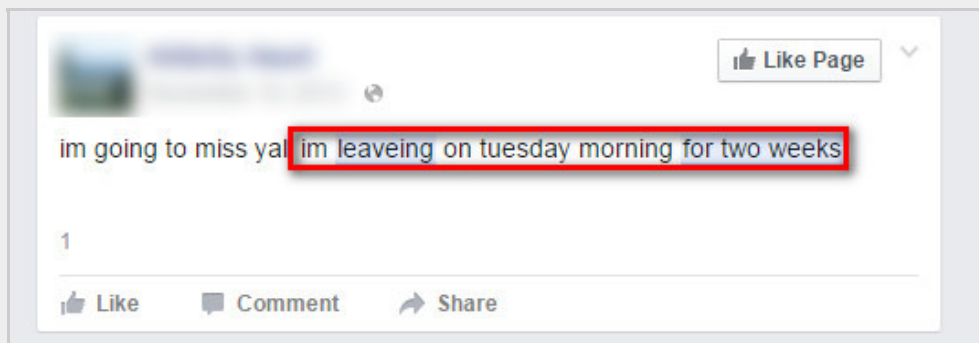 Like Page
im going to miss yal im leaveing on tuesday morning for two weeks
1
Like Comment Share